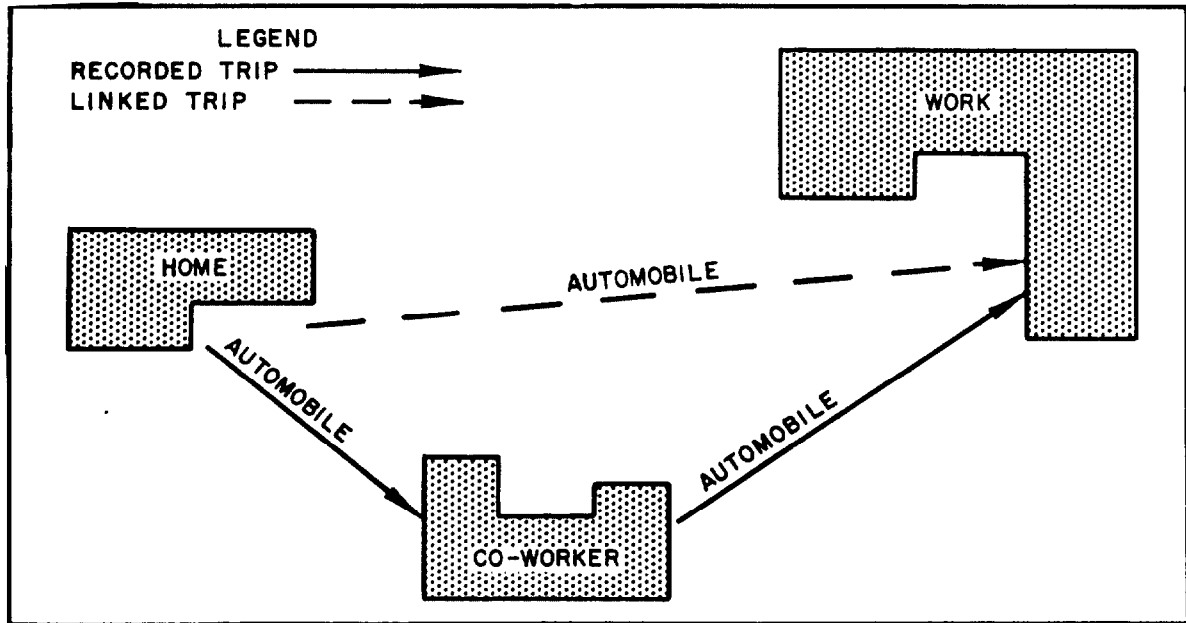 LEGEND
RECORDED TRIP
LINKED TRIP
WORK
HOME
AUTOMOBILE
AUTOMOBILE
AUTOMOBILE
CO-WORKER